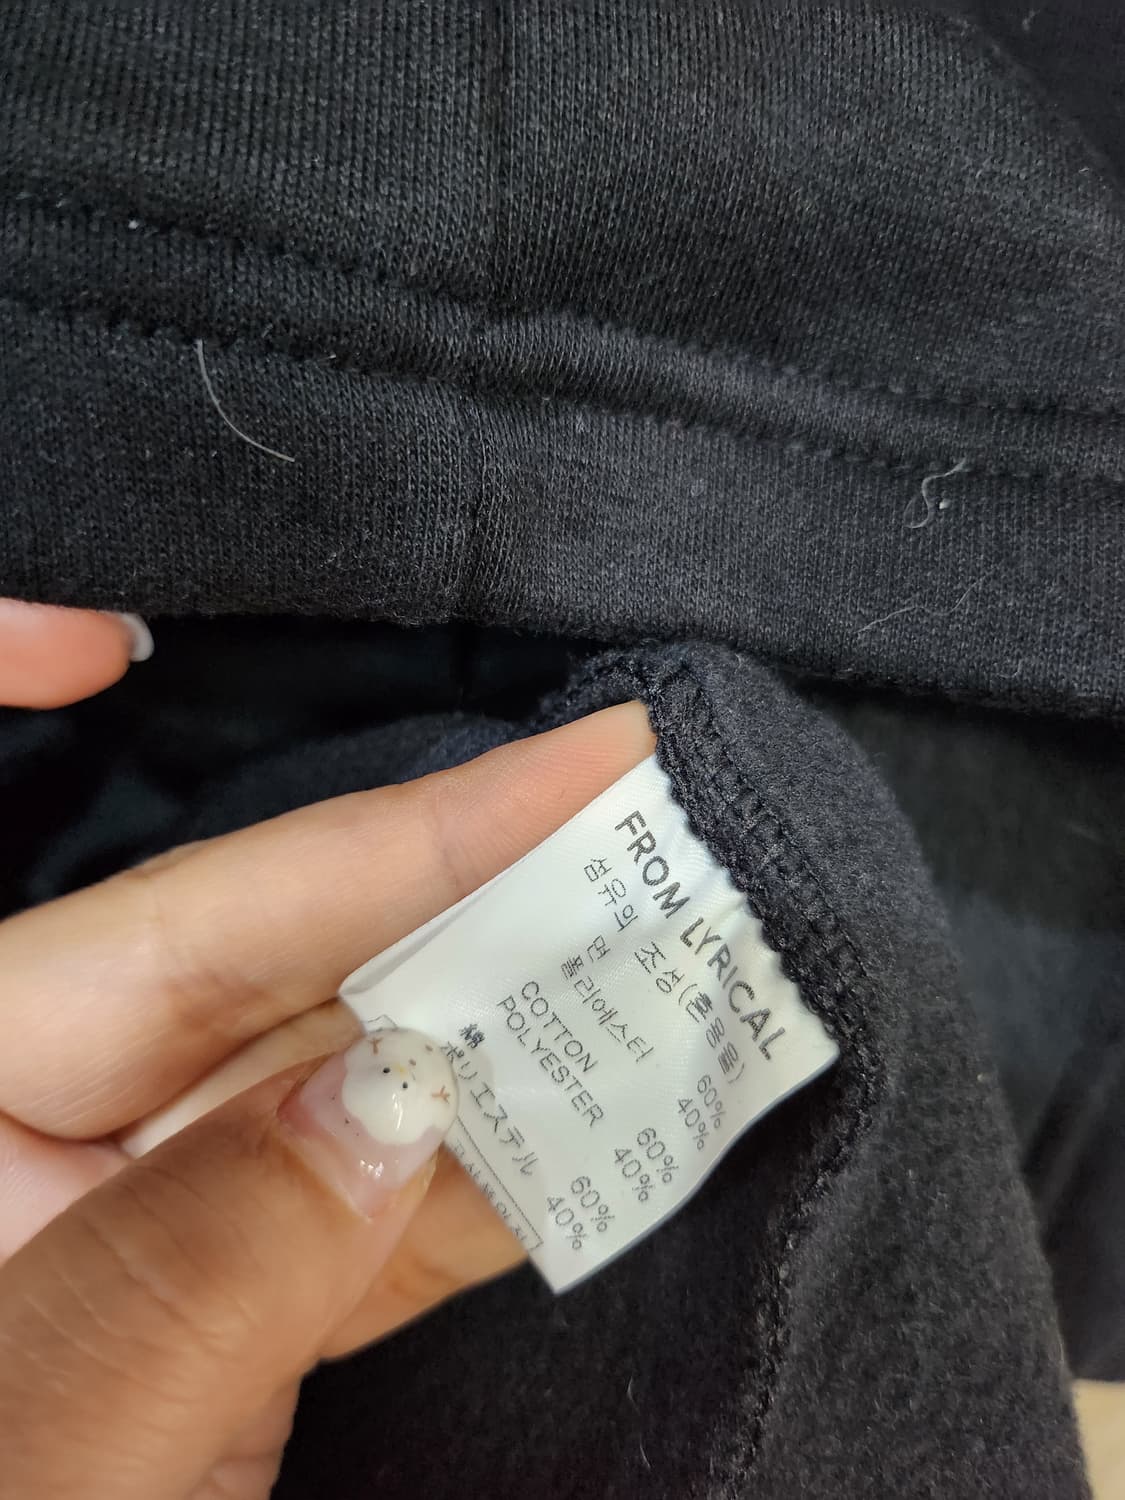 FROM LYRICAL
섬유의 조성(혼용율)
면 60%
폴리에스터 40%
COTTON 60%
POLYESTER 40%
綿 60%
ポリエステル 40%